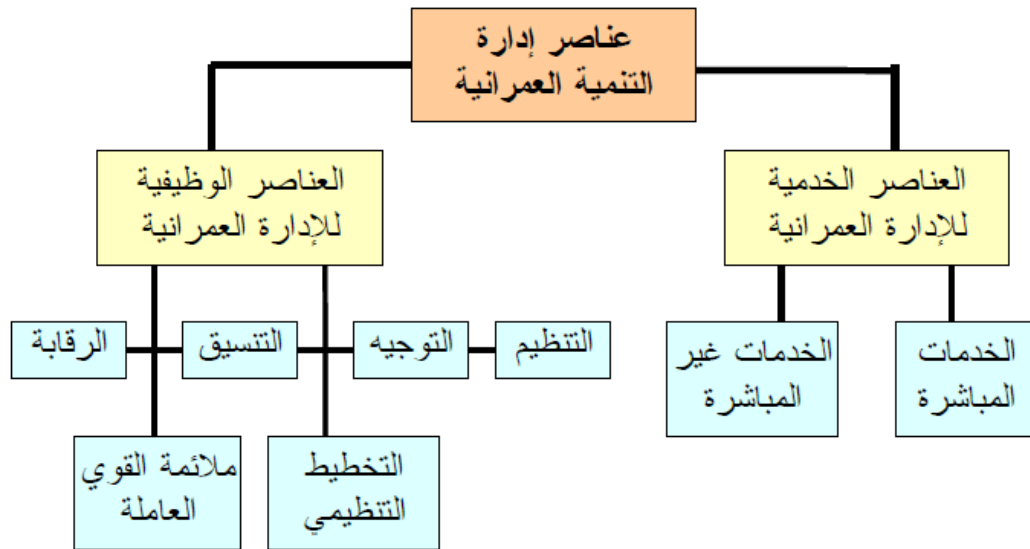 عناصر إدارة
التنمية العمرانية
العناصر الخدمية
للإدارة العمرانية
العناصر الوظيفية
للإدارة العمرانية
الخدمات
المباشرة
الخدمات غير
المباشرة
التنظيم
التوجيه
التنسيق
الرقابة
التخطيط
التنظيمي
ملائمة القوي
العاملة